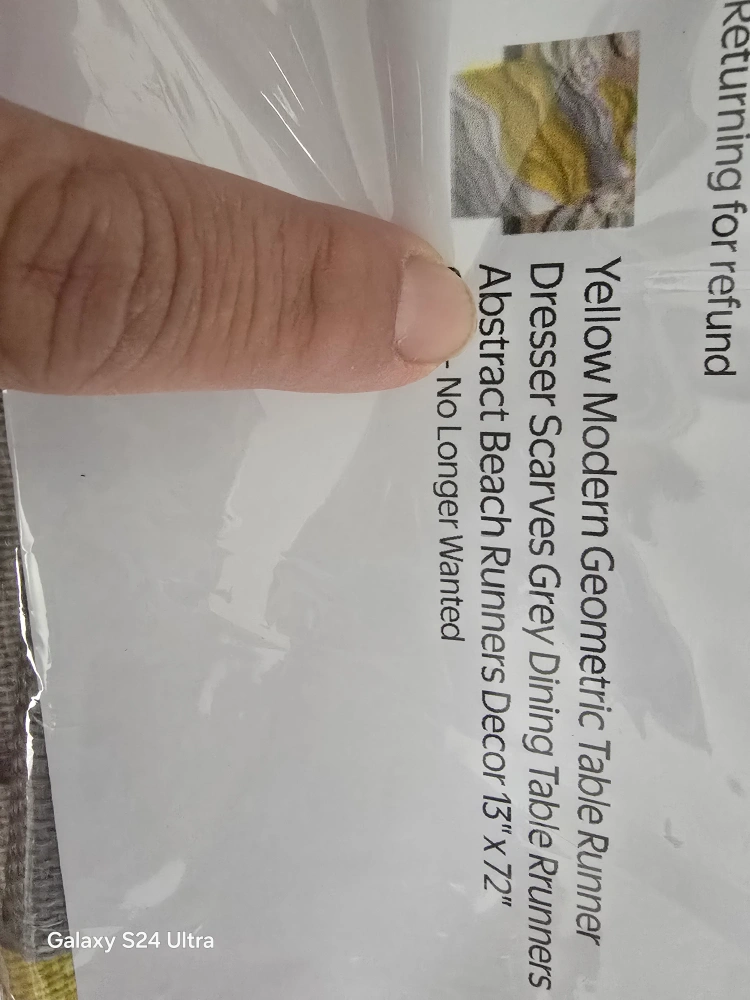 Returning for refund
Yellow Modern Geometric Table Runner
Dresser Scarves Grey Dining Table Rrunners
Abstract Beach Runners Decor 13" x 72"
- No Longer Wanted
Galaxy S24 Ultra